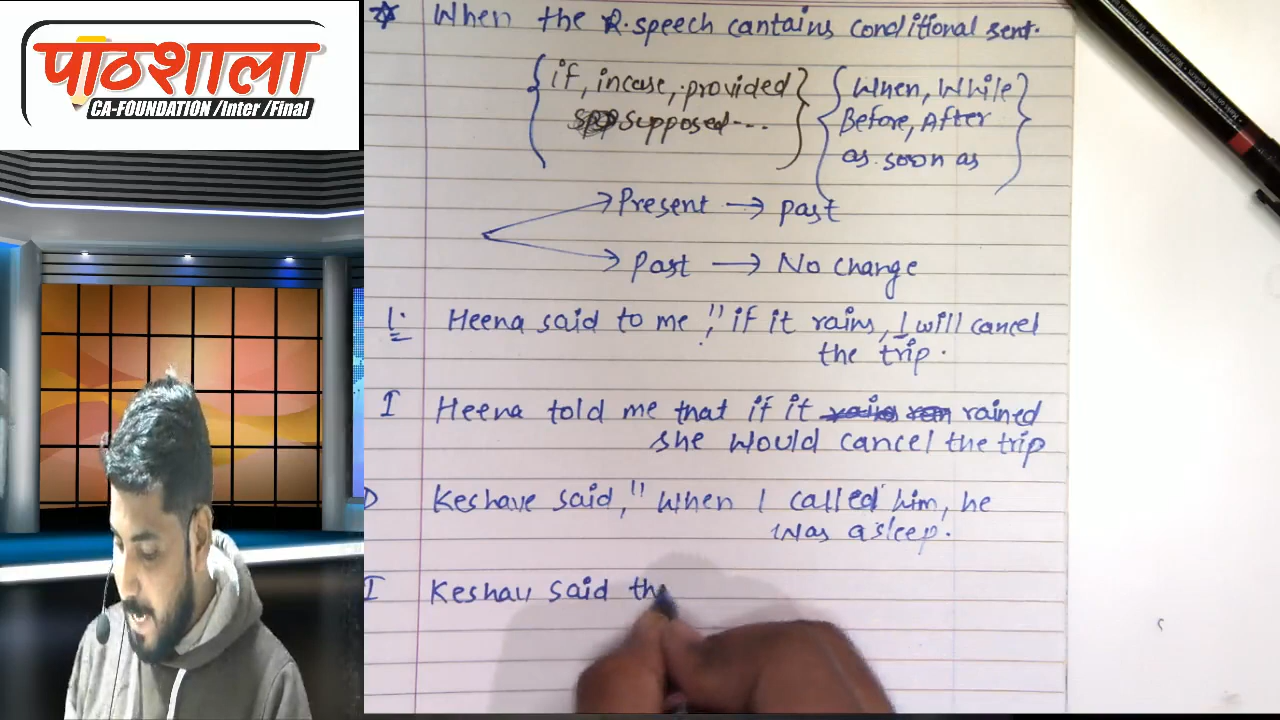 पाठशाला
CA-FOUNDATION /Inter /Final
When the R.speech cantains conditional sent.
if, incase, provided
supposed...
When, While
Before, After
as soon as
Present → past
Past → No change
1. Heena said to me," if it rains, I will cancel
the trip.
I Heena told me that if it rained
she would cancel the trip
D Keshave said," When I called him, he
was asleep.
I Keshav said th